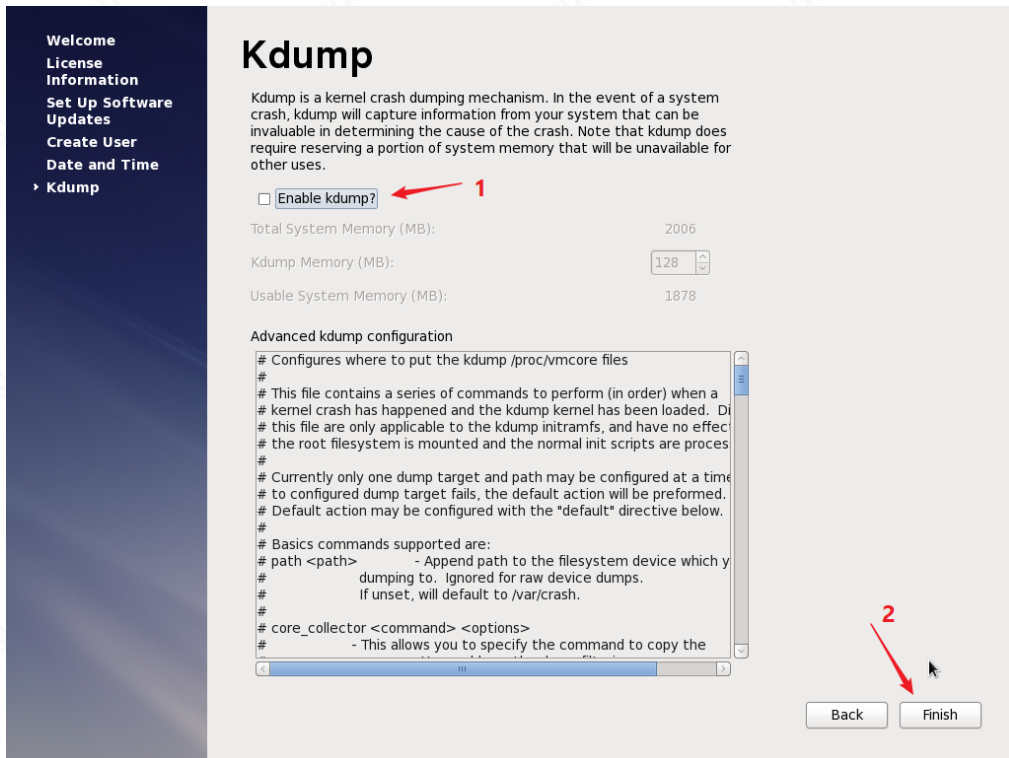 Welcome
License
Information
Set Up Software
Updates
Create User
Date and Time
Kdump
Kdump
Kdump is a kernel crash dumping mechanism. In the event of a system
crash, kdump will capture information from your system that can be
invaluable in determining the cause of the crash. Note that kdump does
require reserving a portion of system memory that will be unavailable for
other uses.
Enable kdump?
1
Total System Memory (MB): 2006
Kdump Memory (MB): 128
Usable System Memory (MB): 1878
Advanced kdump configuration
# Configures where to put the kdump /proc/vmcore files
#
# This file contains a series of commands to perform (in order) when a
# kernel crash has happened and the kdump kernel has been loaded. Di
# this file are only applicable to the kdump initramfs, and have no effect
# the root filesystem is mounted and the normal init scripts are proces
#
# Currently only one dump target and path may be configured at a time
# to configured dump target fails, the default action will be preformed.
# Default action may be configured with the "default" directive below.
#
# Basics commands supported are:
# path <path> - Append path to the filesystem device which y
# dumping to. Ignored for raw device dumps.
# If unset, will default to /var/crash.
#
# core_collector <command> <options>
# - This allows you to specify the command to copy the
2
Back
Finish